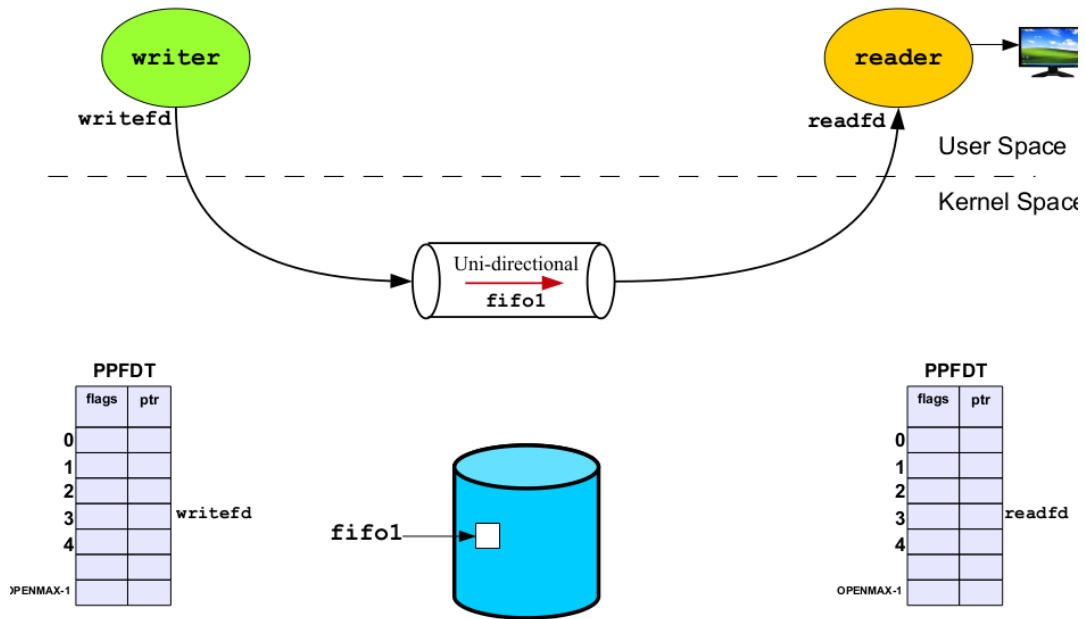 writer
reader
writefd
readfd
User Space
Kernel Space
Uni-directional
fifo1
PPFDT
flags ptr
0
1
2
3 writefd
4
OPENMAX-1
fifo1
PPFDT
flags ptr
0
1
2
3 readfd
4
OPENMAX-1